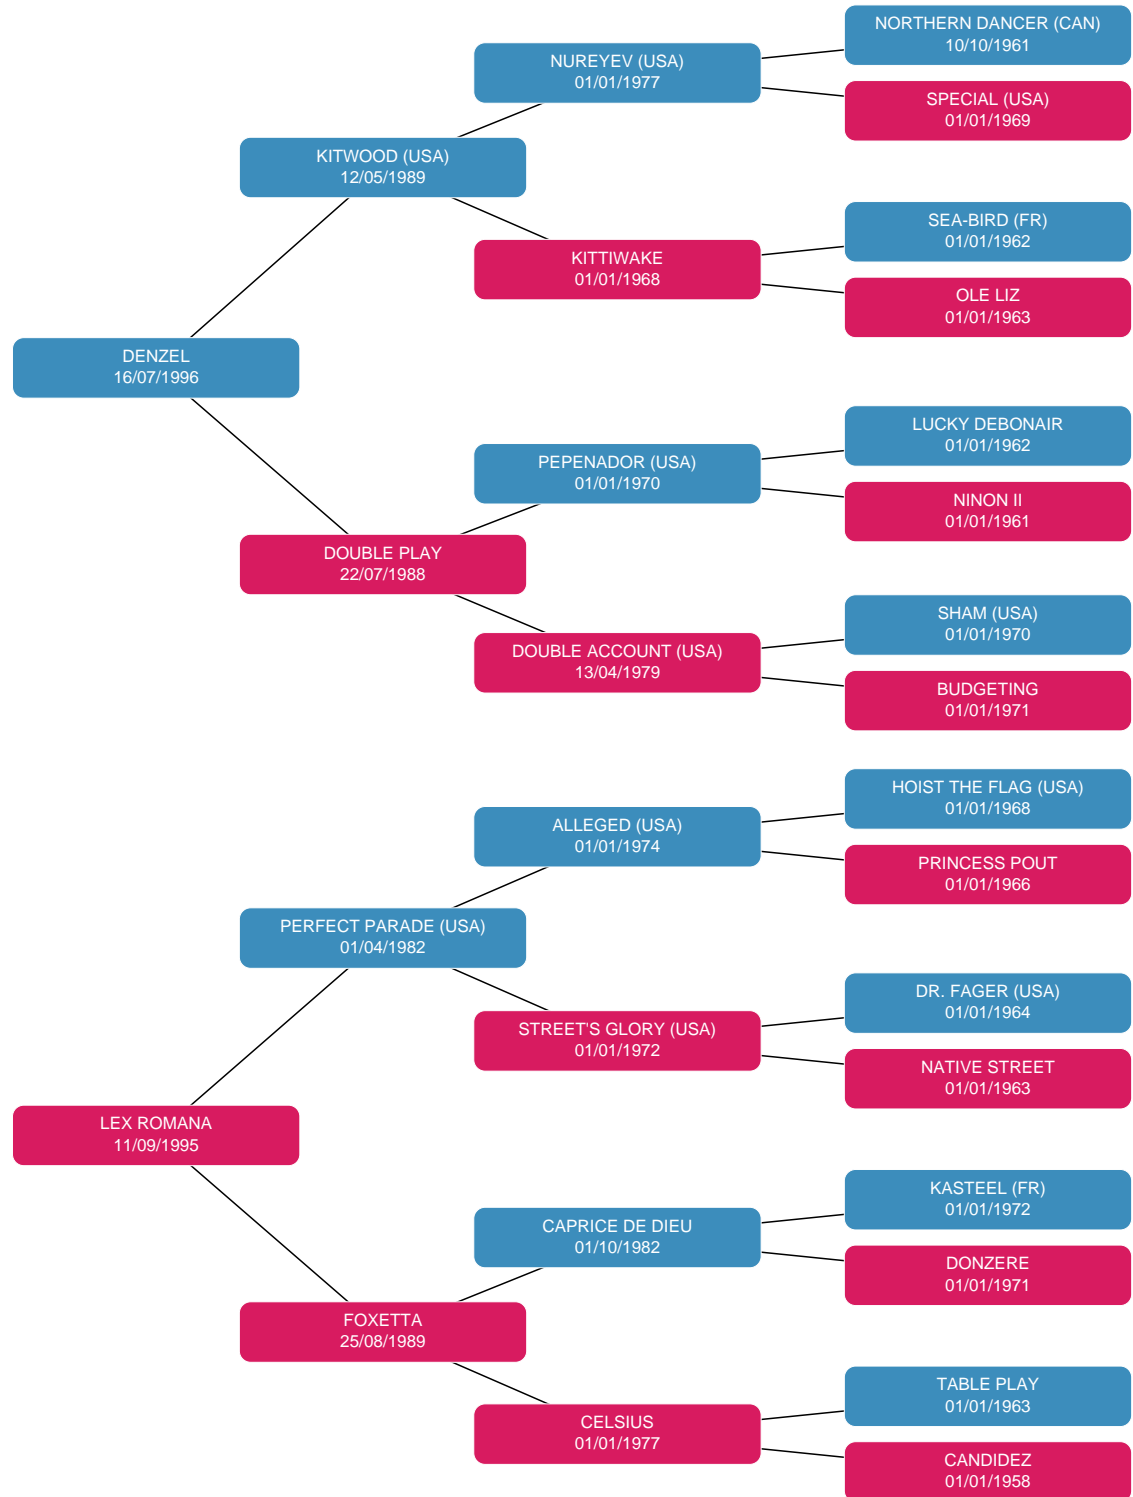 NORTHERN DANCER (CAN)
10/10/1961
NUREYEV (USA)
01/01/1977
SPECIAL (USA)
01/01/1969
KITWOOD (USA)
12/05/1989
SEA-BIRD (FR)
01/01/1962
KITTIWAKE
01/01/1968
OLE LIZ
01/01/1963
DENZEL
16/07/1996
LUCKY DEBONAIR
01/01/1962
PEPENADOR (USA)
01/01/1970
NINON II
01/01/1961
DOUBLE PLAY
22/07/1988
SHAM (USA)
01/01/1970
DOUBLE ACCOUNT (USA)
13/04/1979
BUDGETING
01/01/1971
HOIST THE FLAG (USA)
01/01/1968
ALLEGED (USA)
01/01/1974
PRINCESS POUT
01/01/1966
PERFECT PARADE (USA)
01/04/1982
DR. FAGER (USA)
01/01/1964
STREET'S GLORY (USA)
01/01/1972
NATIVE STREET
01/01/1963
LEX ROMANA
11/09/1995
KASTEEL (FR)
01/01/1972
CAPRICE DE DIEU
01/10/1982
DONZERE
01/01/1971
FOXETTA
25/08/1989
TABLE PLAY
01/01/1963
CELSIUS
01/01/1977
CANDIDEZ
01/01/1958